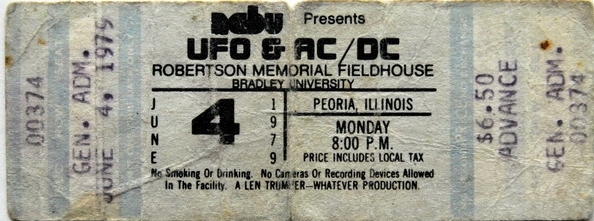 Presents
UFO & AC/DC
ROBERTSON MEMORIAL FIELDHOUSE
BRADLEY UNIVERSITY
JUNE
4
1979
PEORIA, ILLINOIS
MONDAY
8:00 P.M.
PRICE INCLUDES LOCAL TAX
No Smoking Or Drinking. No Cameras Or Recording Devices Allowed
In The Facility. A LEN TRUMPER—WHATEVER PRODUCTION.
00374
GEN. ADM.
JUNE 4, 1979
$6.50
ADVANCE
GEN. ADM.
00374